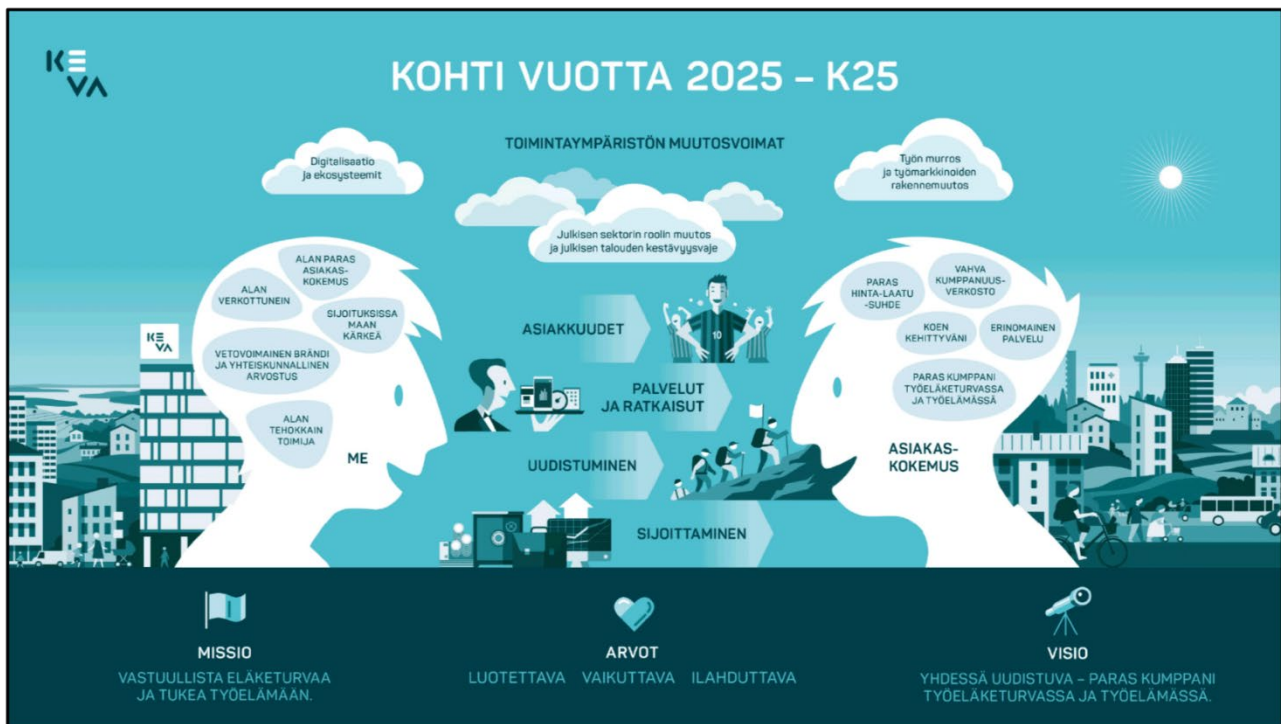 KEVA
KOHTI VUOTTA 2025 – K25
TOIMINTAYMPÄRISTÖN MUUTOSVOIMAT
Digitalisaatio
ja ekosysteemit
Julkisen sektorin roolin muutos
ja julkisen talouden kestävyysvaje
Työn murros
ja työmarkkinoiden
rakennemuutos
KEVA
ALAN PARAS
ASIAKAS-
KOKEMUS
ALAN
VERKOTTUNEIN
SIJOITUKSISSA
MAAN
KÄRKEÄ
VETOVOIMAINEN BRÄNDI
JA YHTEISKUNNALLINEN
ARVOSTUS
ALAN
TEHOKKAIN
TOIMIJA
ME
ASIAKKUUDET
10
PALVELUT
JA RATKAISUT
UUDISTUMINEN
SIJOITTAMINEN
PARAS
HINTA-LAATU
-SUHDE
VAHVA
KUMPPANUUS-
VERKOSTO
KOEN
KEHITTYVÄNI
ERINOMAINEN
PALVELU
PARAS KUMPPANI
TYÖELÄKETURVASSA
JA TYÖELÄMÄSSÄ
ASIAKAS-
KOKEMUS
MISSIO
VASTUULLISTA ELÄKETURVAA
JA TUKEA TYÖELÄMÄÄN.
ARVOT
LUOTETTAVA VAIKUTTAVA ILAHDUTTAVA
VISIO
YHDESSÄ UUDISTUVA – PARAS KUMPPANI
TYÖELÄKETURVASSA JA TYÖELÄMÄSSÄ.